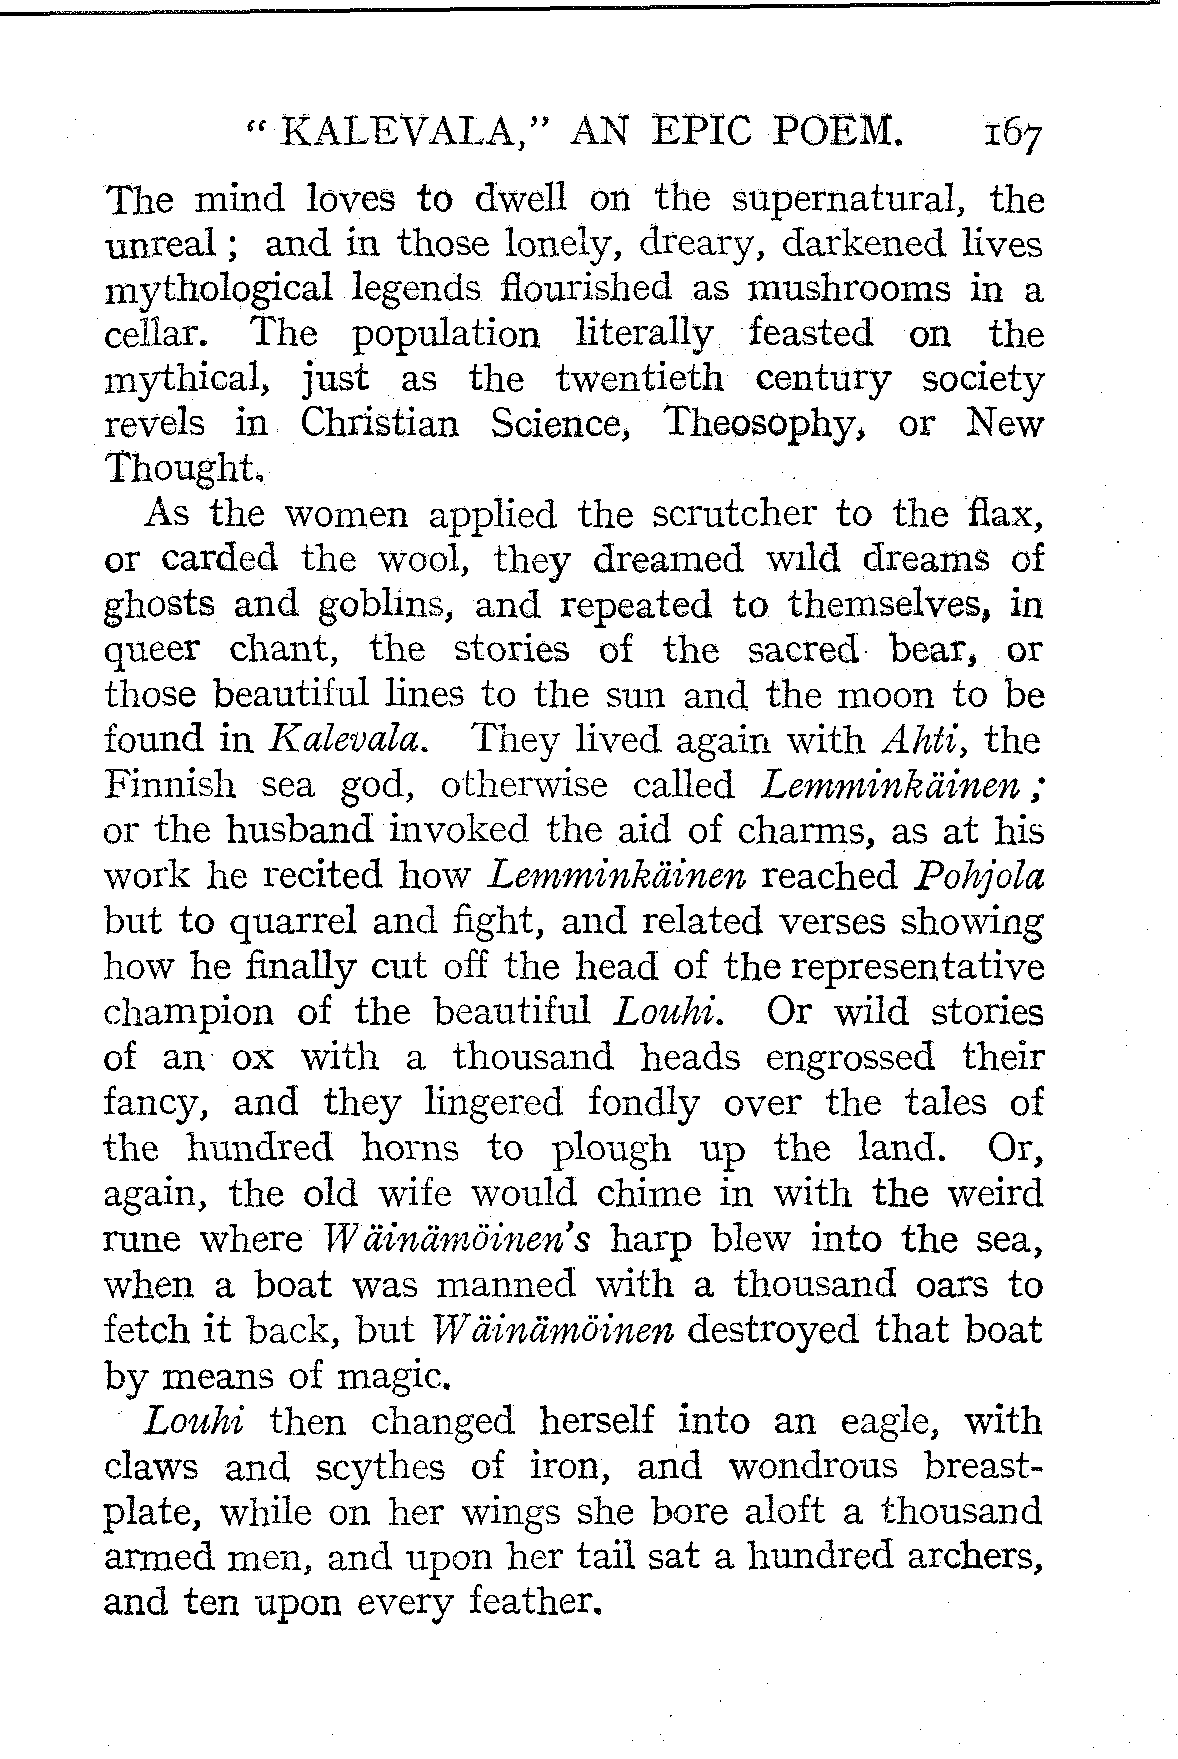 “ KALEVALA,” AN EPIC POEM. 167
The mind loves to dwell on the supernatural, the
unreal ; and in those lonely, dreary, darkened lives
mythological legends flourished as mushrooms in a
cellar. The population literally feasted on the
mythical, just as the twentieth century society
revels in Christian Science, Theosophy, or New
Thought.
As the women applied the scrutcher to the flax,
or carded the wool, they dreamed wild dreams of
ghosts and goblins, and repeated to themselves, in
queer chant, the stories of the sacred bear, or
those beautiful lines to the sun and the moon to be
found in Kalevala. They lived again with Ahti, the
Finnish sea god, otherwise called Lemminkäinen ;
or the husband invoked the aid of charms, as at his
work he recited how Lemminkäinen reached Pohjola
but to quarrel and fight, and related verses showing
how he finally cut off the head of the representative
champion of the beautiful Louhi. Or wild stories
of an ox with a thousand heads engrossed their
fancy, and they lingered fondly over the tales of
the hundred horns to plough up the land. Or,
again, the old wife would chime in with the weird
rune where Wäinämöinen’s harp blew into the sea,
when a boat was manned with a thousand oars to
fetch it back, but Wäinämöinen destroyed that boat
by means of magic.
Louhi then changed herself into an eagle, with
claws and scythes of iron, and wondrous breast-
plate, while on her wings she bore aloft a thousand
armed men, and upon her tail sat a hundred archers,
and ten upon every feather.